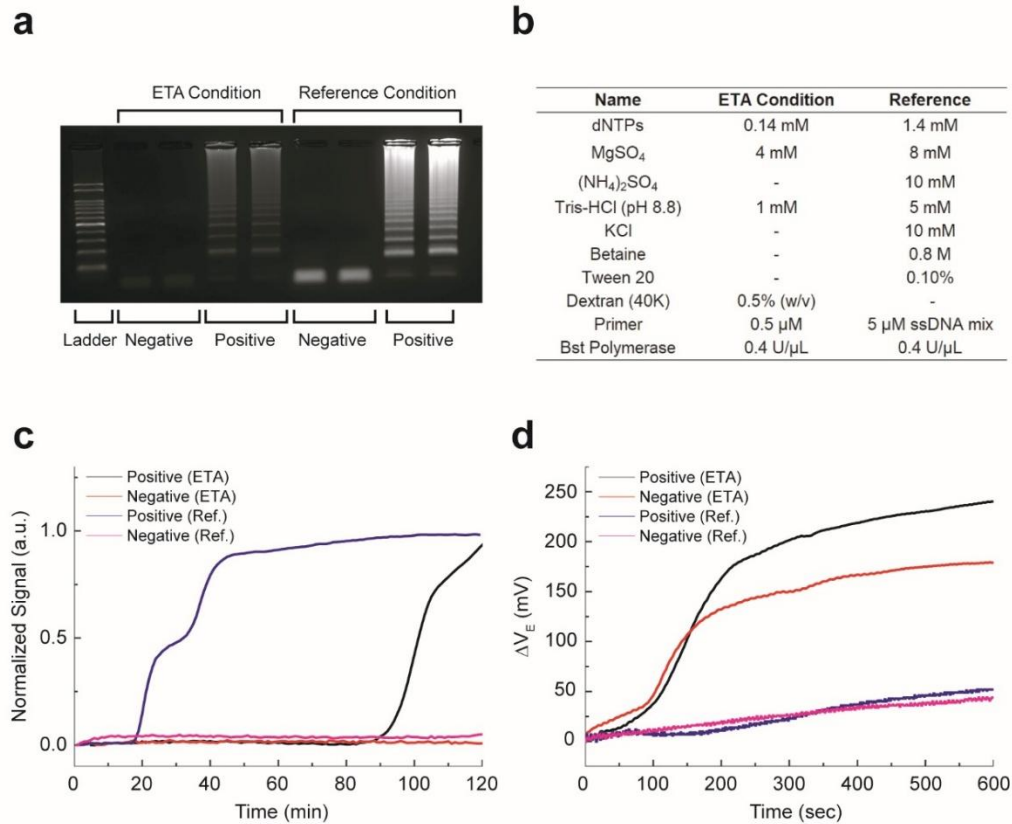 a
ETA Condition Reference Condition
Ladder Negative Positive Negative Positive
b
Name ETA Condition Reference
dNTPs 0.14 mM 1.4 mM
MgSO₄ 4 mM 8 mM
(NH₄)₂SO₄ - 10 mM
Tris-HCl (pH 8.8) 1 mM 5 mM
KCl - 10 mM
Betaine - 0.8 M
Tween 20 - 0.10%
Dextran (40K) 0.5% (w/v) -
Primer 0.5 µM 5 µM ssDNA mix
Bst Polymerase 0.4 U/µL 0.4 U/µL
c
Positive (ETA)
Negative (ETA)
Positive (Ref.)
Negative (Ref.)
Normalized Signal (a.u.)
1.0
0.5
0.0
0 20 40 60 80 100 120
Time (min)
d
Positive (ETA)
Negative (ETA)
Positive (Ref.)
Negative (Ref.)
ΔV_E (mV)
250
200
150
100
50
0
0 100 200 300 400 500 600
Time (sec)